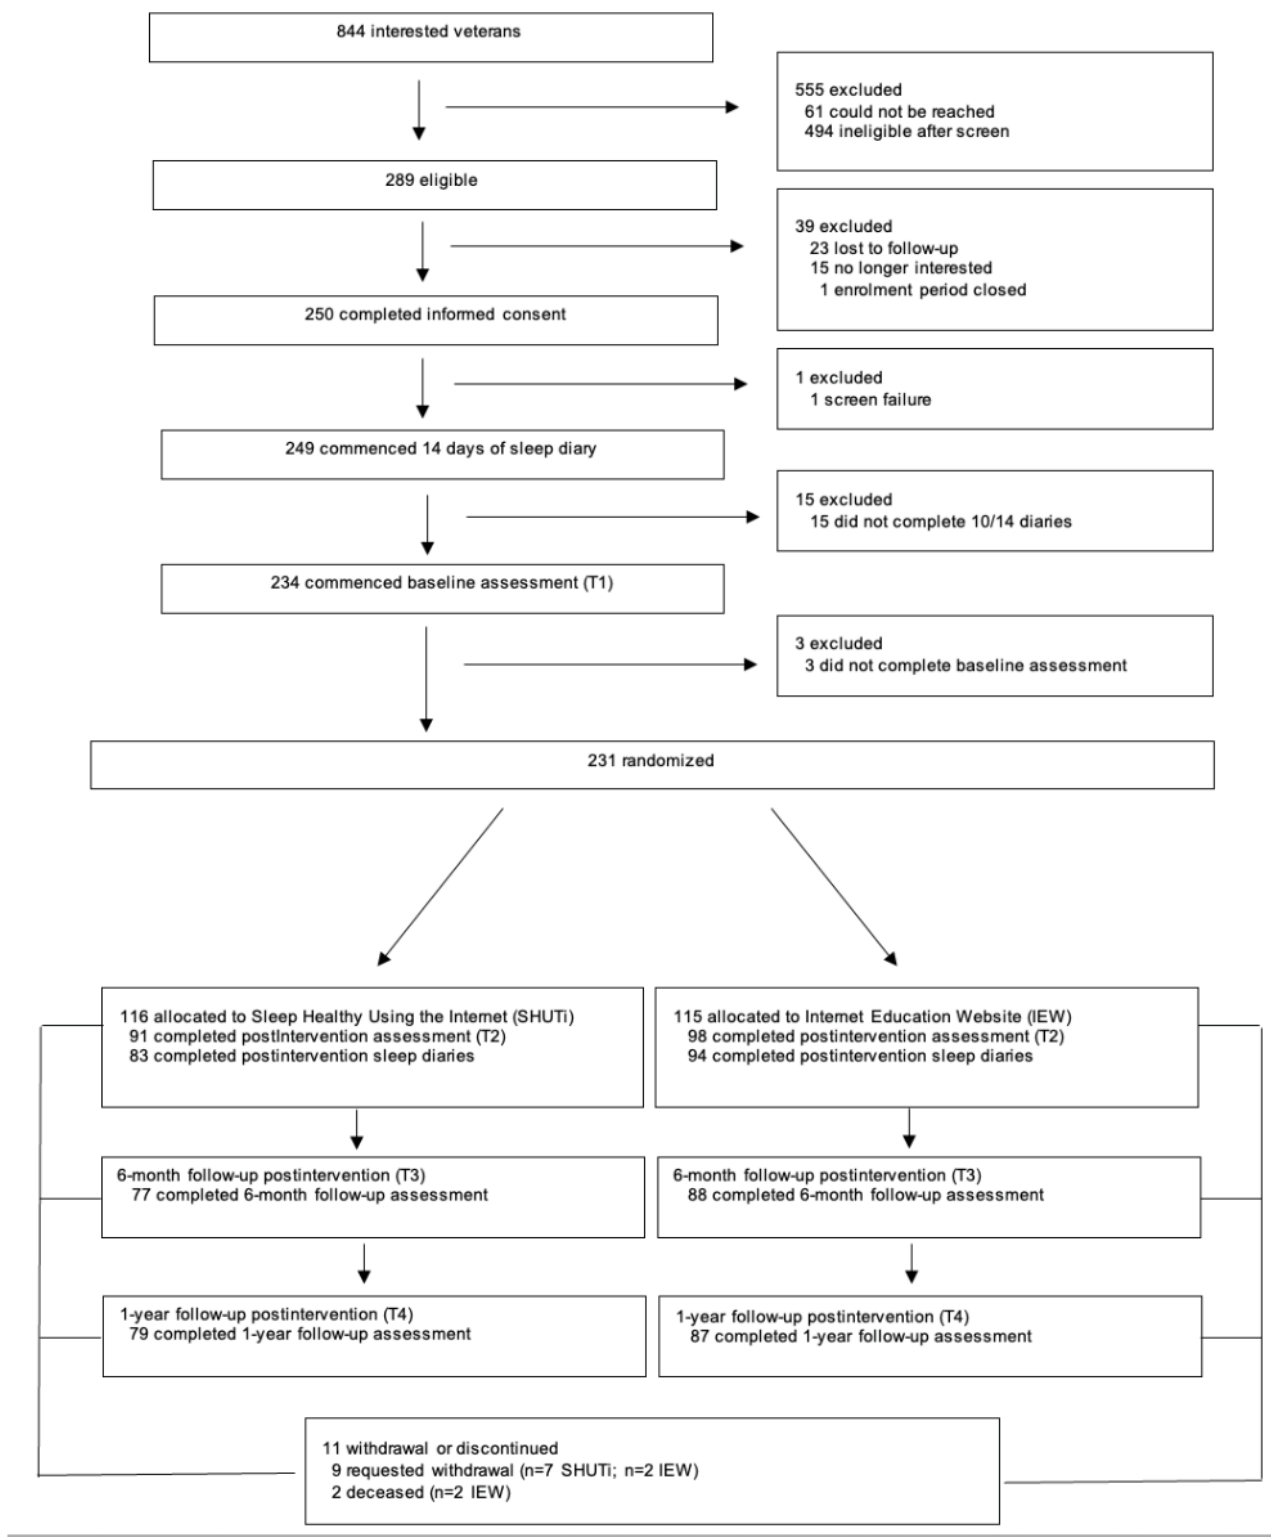 844 interested veterans
555 excluded
61 could not be reached
494 ineligible after screen
289 eligible
39 excluded
23 lost to follow-up
15 no longer interested
1 enrolment period closed
250 completed informed consent
1 excluded
1 screen failure
249 commenced 14 days of sleep diary
15 excluded
15 did not complete 10/14 diaries
234 commenced baseline assessment (T1)
3 excluded
3 did not complete baseline assessment
231 randomized
116 allocated to Sleep Healthy Using the Internet (SHUTi)
91 completed postIntervention assessment (T2)
83 completed postintervention sleep diaries
115 allocated to Internet Education Website (IEW)
98 completed postintervention assessment (T2)
94 completed postintervention sleep diaries
6-month follow-up postintervention (T3)
77 completed 6-month follow-up assessment
6-month follow-up postintervention (T3)
88 completed 6-month follow-up assessment
1-year follow-up postintervention (T4)
79 completed 1-year follow-up assessment
1-year follow-up postintervention (T4)
87 completed 1-year follow-up assessment
11 withdrawal or discontinued
9 requested withdrawal (n=7 SHUTi; n=2 IEW)
2 deceased (n=2 IEW)